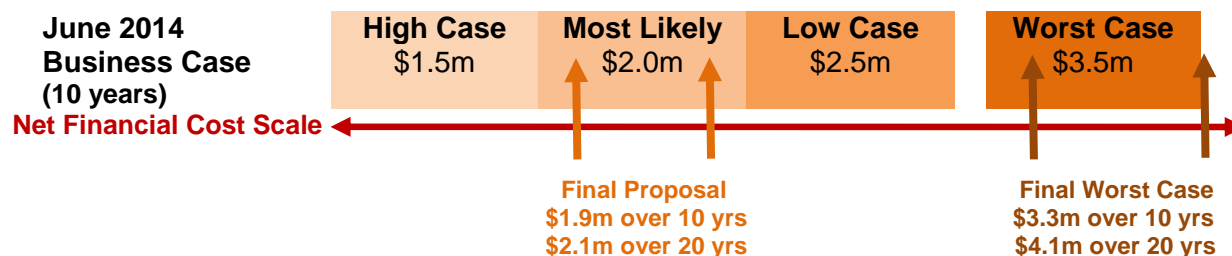 June 2014
Business Case
(10 years)
High Case
$1.5m
Most Likely
$2.0m
Low Case
$2.5m
Worst Case
$3.5m
Net Financial Cost Scale
Final Proposal
$1.9m over 10 yrs
$2.1m over 20 yrs
Final Worst Case
$3.3m over 10 yrs
$4.1m over 20 yrs